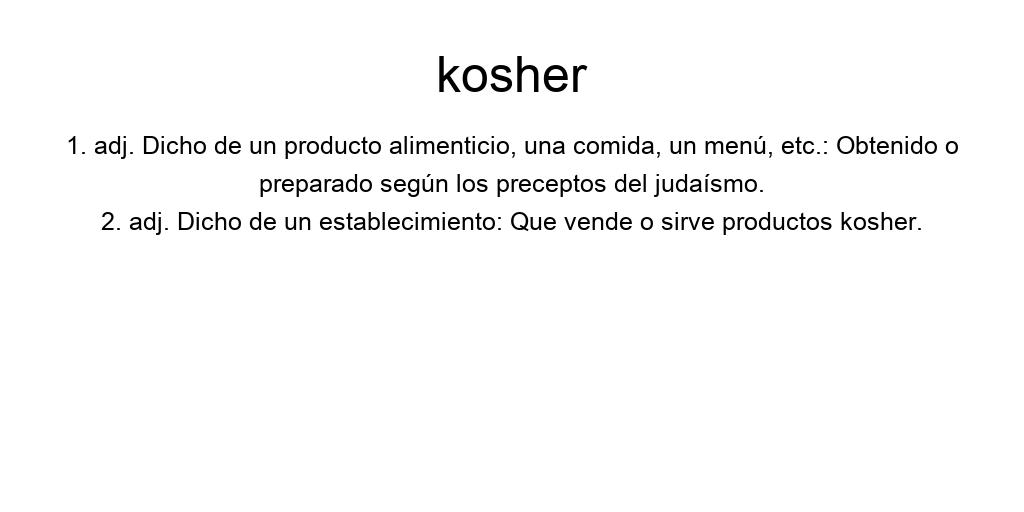 kosher
1. adj. Dicho de un producto alimenticio, una comida, un menú, etc.: Obtenido o
preparado según los preceptos del judaísmo.
2. adj. Dicho de un establecimiento: Que vende o sirve productos kosher.